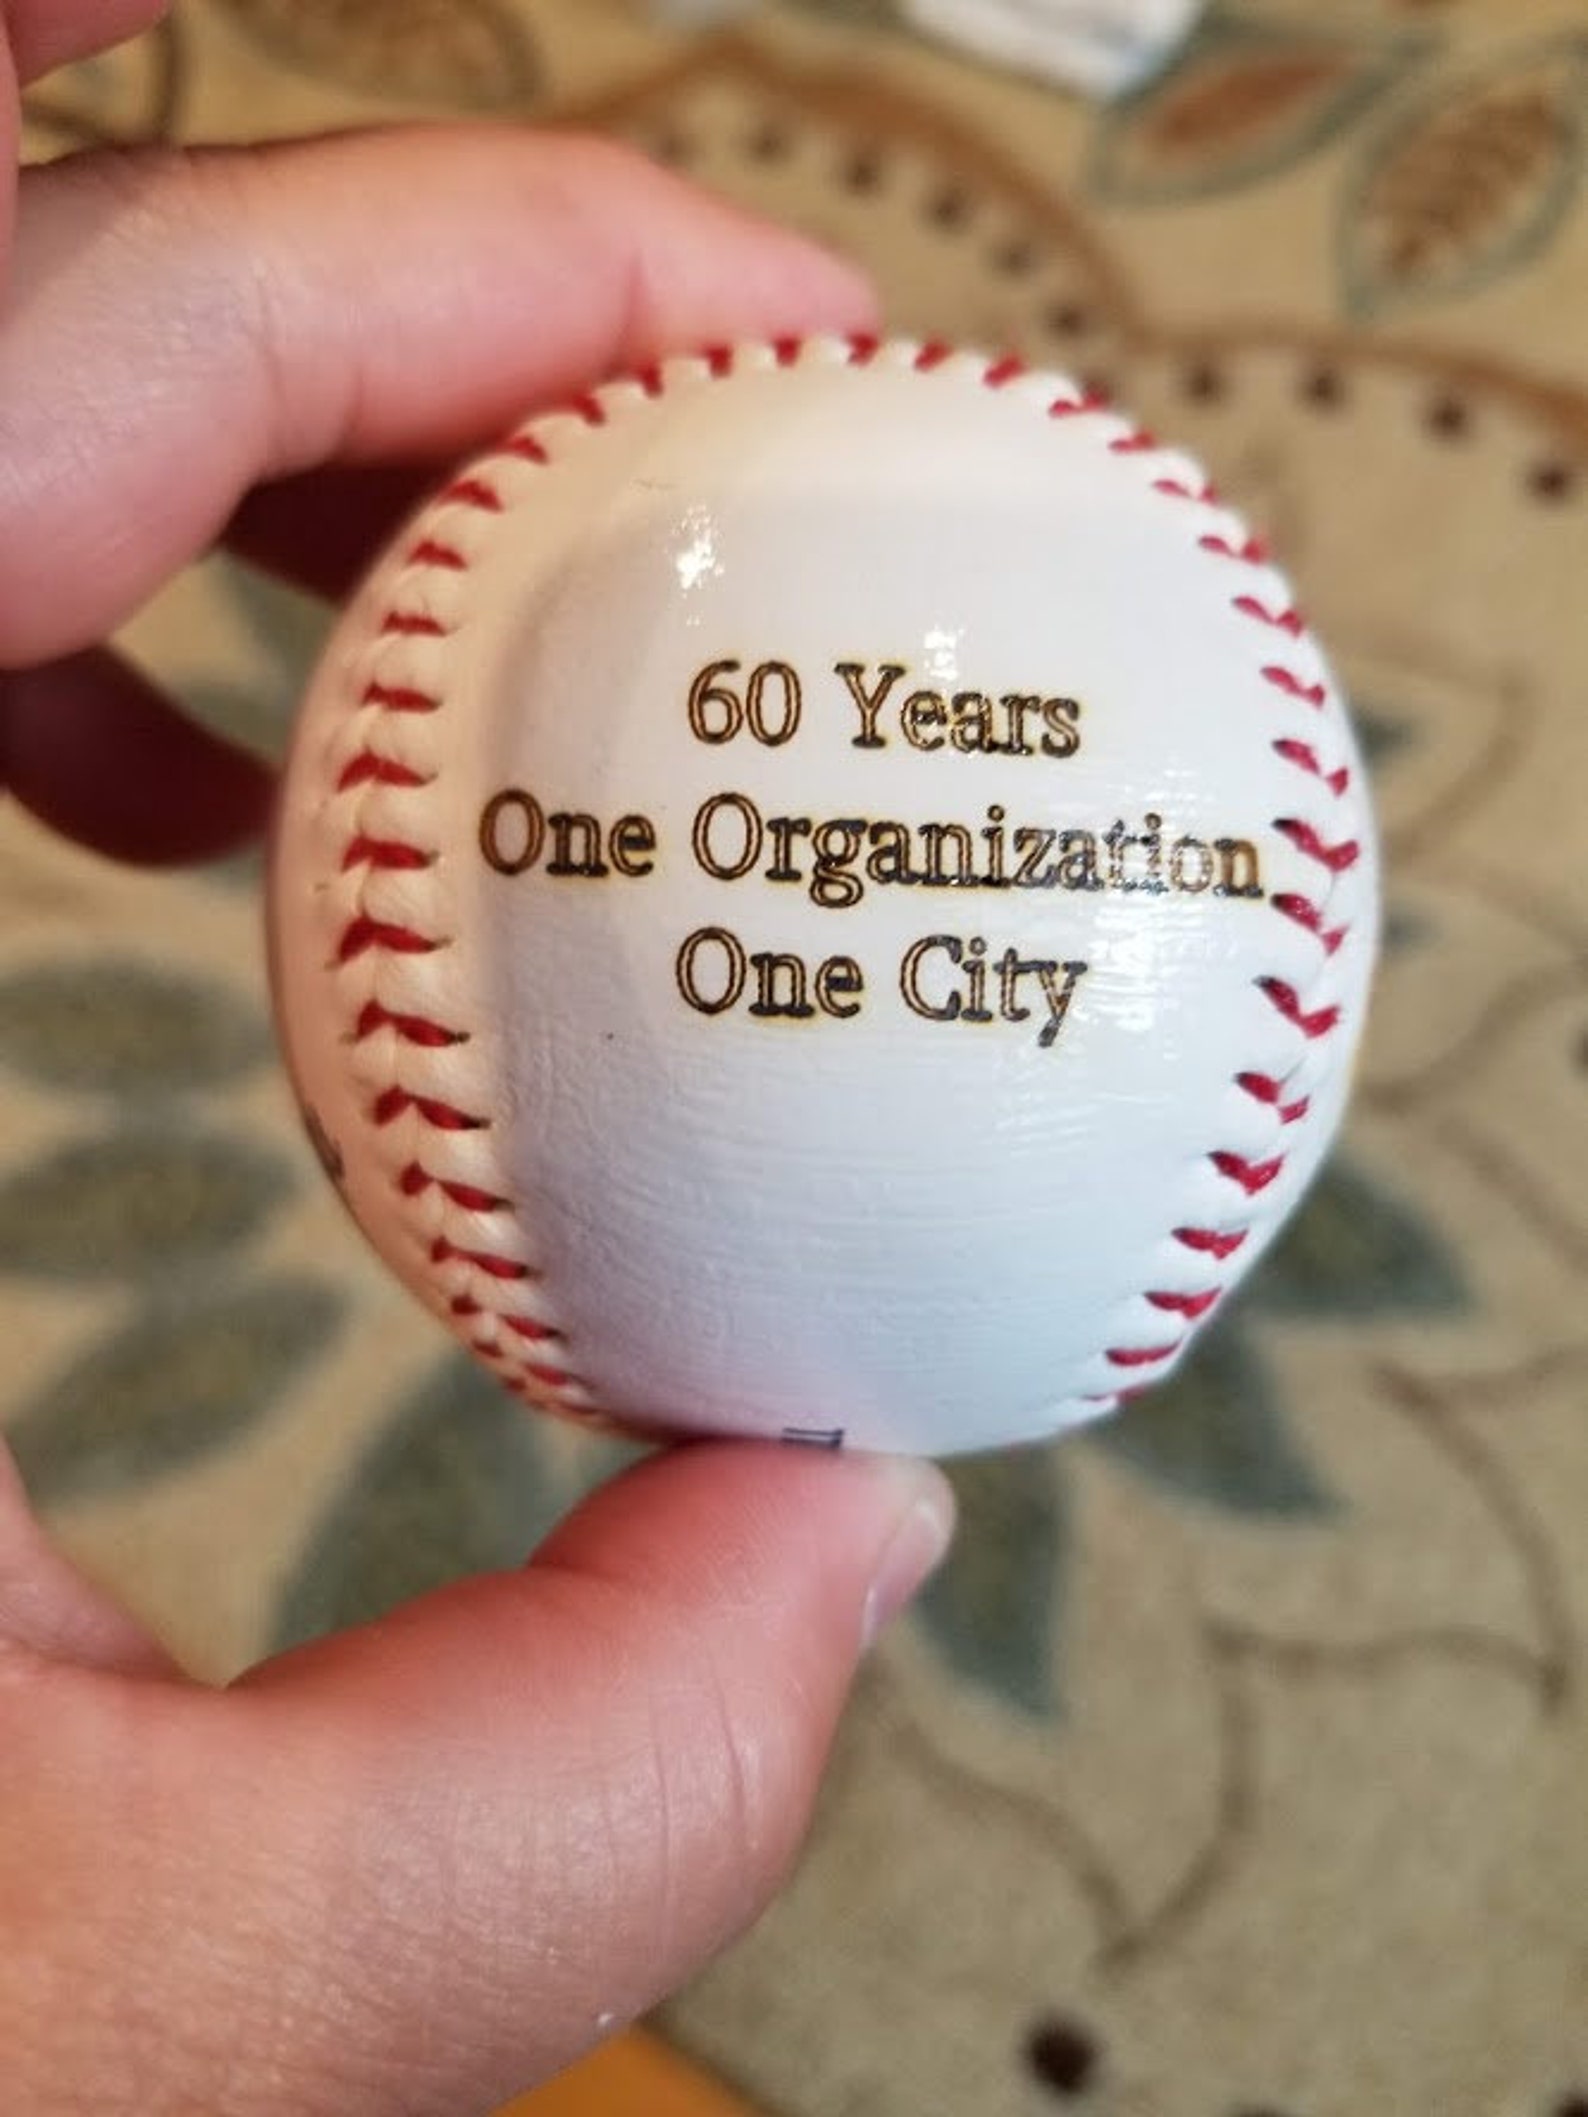 60 Years
One Organization
One City